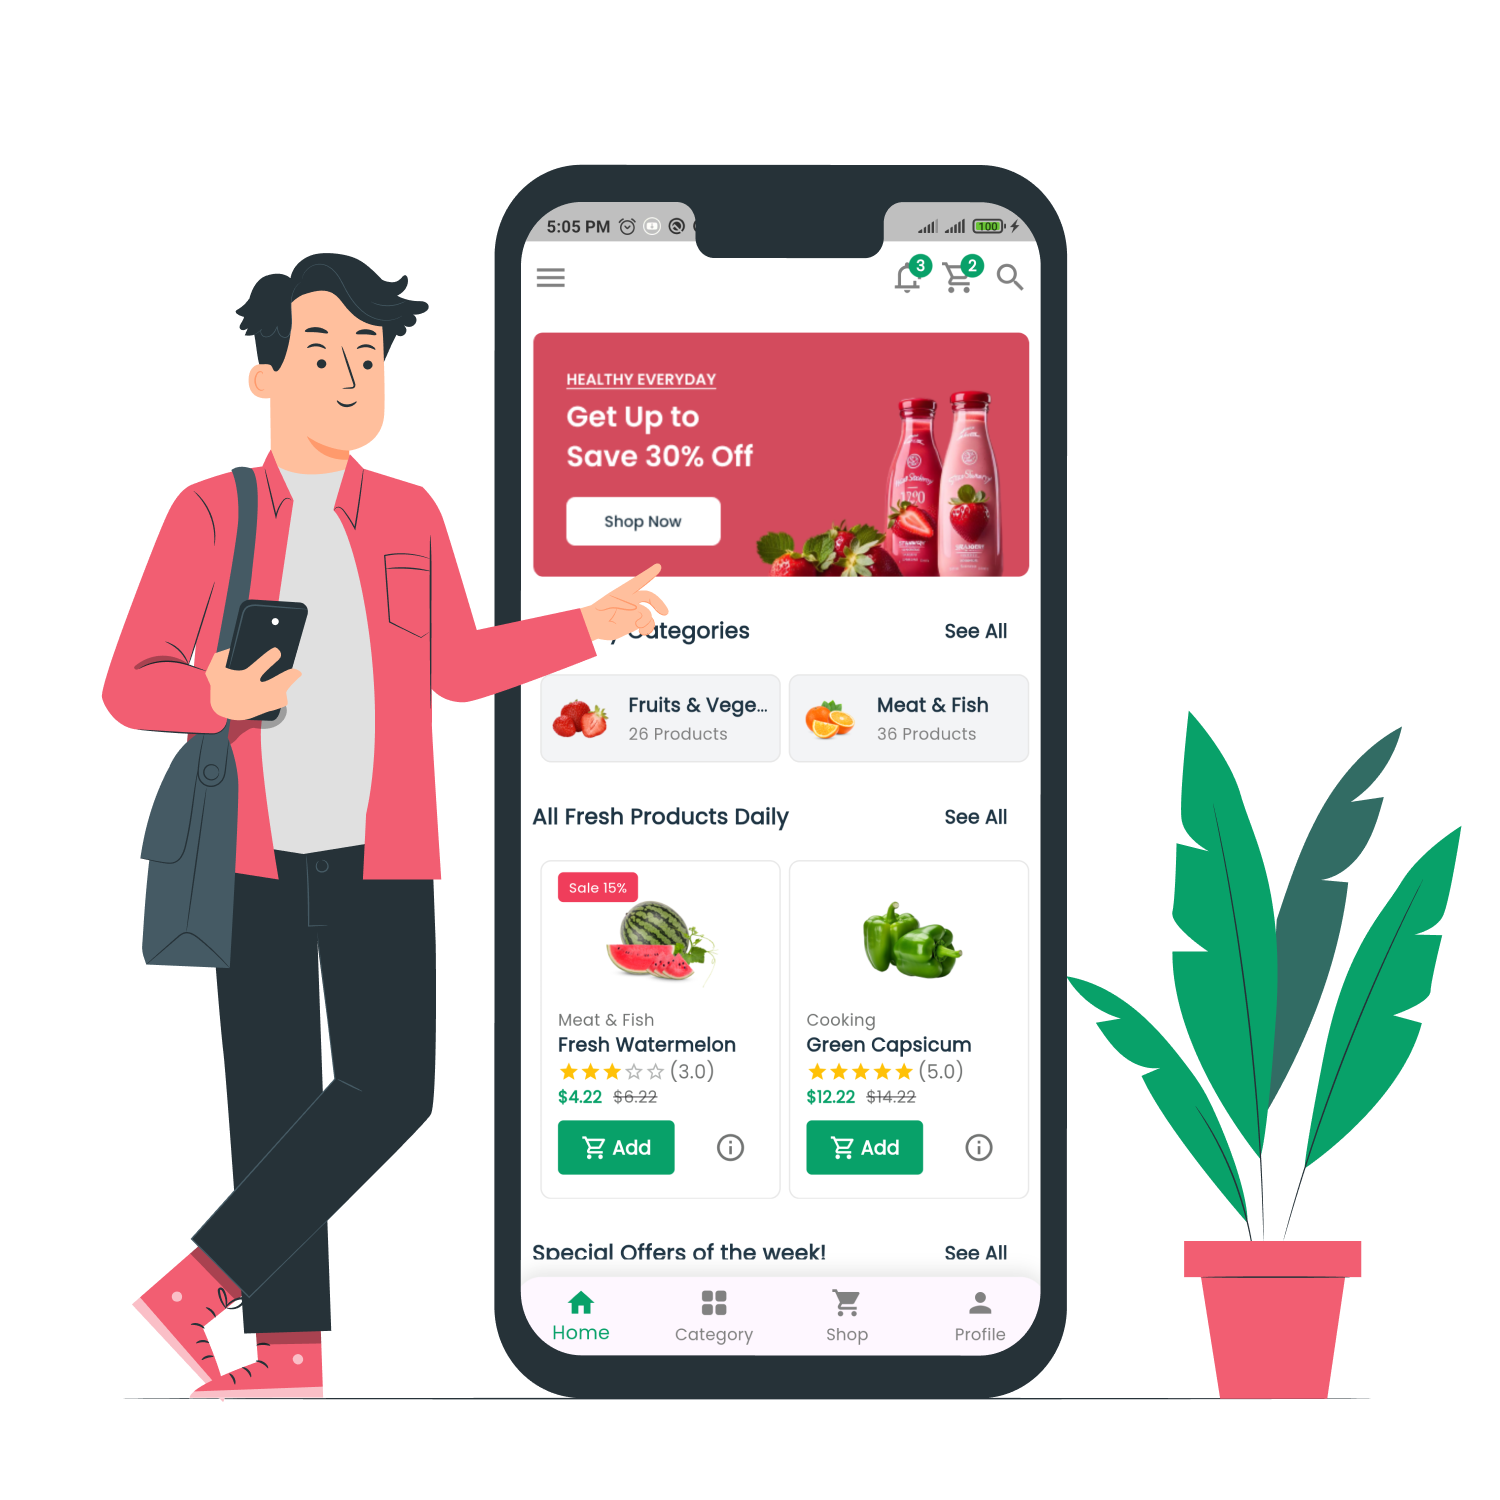 5:05 PM
100
3
2
HEALTHY EVERYDAY
Get Up to
Save 30% Off
Shop Now
Categories
See All
Fruits & Vege...
26 Products
Meat & Fish
36 Products
All Fresh Products Daily
See All
Sale 15%
Meat & Fish
Fresh Watermelon
(3.0)
$4.22 $6.22
Add
Cooking
Green Capsicum
(5.0)
$12.22 $14.22
Add
Special Offers of the week!
See All
Home
Category
Shop
Profile